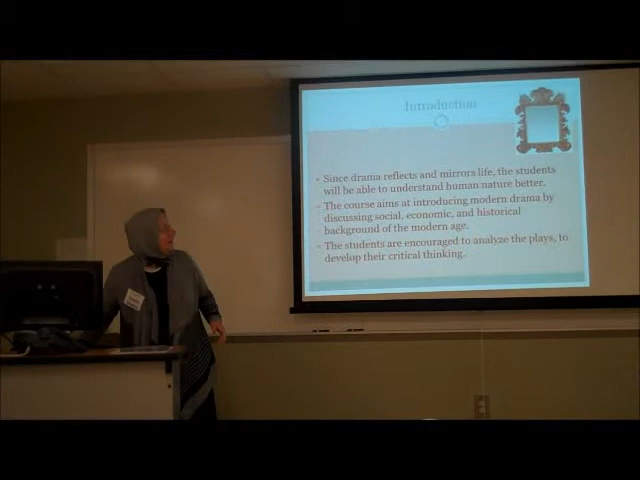 Introduction
Since drama reflects and mirrors life, the students
will be able to understand human nature better.
The course aims at introducing modern drama by
discussing social, economic, and historical
background of the modern age.
The students are encouraged to analyze the plays, to
develop their critical thinking.